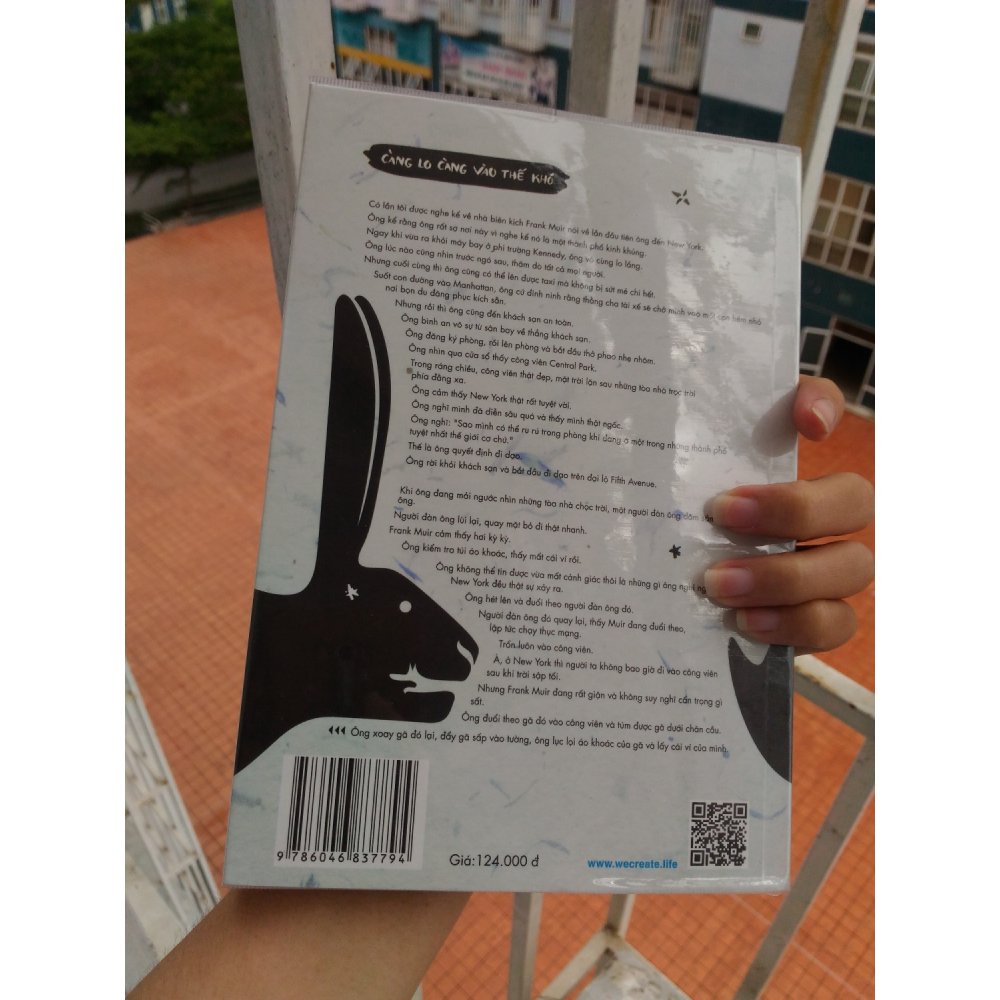 CÀNG LO CÀNG VÀO THẾ KHÓ
Có lần tôi được nghe kể về nhà biên kịch Frank Muir nói về lần đầu tiên ông đến New York.
Ông kể rằng ông rất sợ nơi này vì nghe kể nó là một thành phố kinh khủng.
Ngay khi vừa ra khỏi máy bay ở phi trường Kennedy, ông vô cùng lo lắng.
Ông lúc nào cũng nhìn trước ngó sau, thăm dò tất cả mọi người.
Nhưng cuối cùng thì ông cũng có thể lên được taxi mà không bị sứt mẻ chi hết.
Suốt con đường vào Manhattan, ông cứ đinh ninh rằng thằng cha tài xế sẽ chở mình vào một con hẻm nhỏ
nơi bọn du đãng phục kích sẵn.
Nhưng rồi thì ông cũng đến khách sạn an toàn.
Ông bình an vô sự từ sân bay về thẳng khách sạn.
Ông đăng ký phòng, rồi lên phòng và bắt đầu thở phào nhẹ nhõm.
Ông nhìn qua cửa sổ thấy công viên Central Park.
Trong ráng chiều, công viên thật đẹp, mặt trời lặn sau những tòa nhà trọc trời
phía đằng xa.
Ông cảm thấy New York thật rất tuyệt vời.
Ông nghĩ mình đã diễn sâu quá và thấy mình thật ngốc.
Ông nghĩ: "Sao mình có thể ru rú trong phòng khi đang ở một trong những thành phố
tuyệt nhất thế giới cơ chứ."
Thế là ông quyết định đi dạo.
Ông rời khỏi khách sạn và bắt đầu đi dạo trên đại lộ Fifth Avenue.
Khi ông đang mải ngước nhìn những tòa nhà chọc trời, một người đàn ông đâm sầm
ông.
Người đàn ông lùi lại, quay mặt bỏ đi thật nhanh.
Frank Muir cảm thấy hơi kỳ kỳ.
Ông kiểm tra túi áo khoác, thấy mất cái ví rồi.
Ông không thể tin được vừa mất cảnh giác thôi là những gì ông nghi
New York đều thật sự xảy ra.
Ông hét lên và đuổi theo người đàn ông đó.
Người đàn ông đó quay lại, thấy Muir đang đuổi theo,
lập tức chạy thục mạng.
Trốn luôn vào công viên.
À, ở New York thì người ta không bao giờ đi vào công viên
sau khi trời sập tối.
Nhưng Frank Muir đang rất giận và không suy nghĩ cẩn trọng gì
sất.
Ông đuổi theo gã đó vào công viên và túm được gã dưới chân cầu.
Ông xoay gã đó lại, đẩy gã sấp vào tường, ông lục lọi áo khoác của gã và lấy cái ví của mình.
9 786046 837794
Giá:124.000 đ
www.wecreate.life